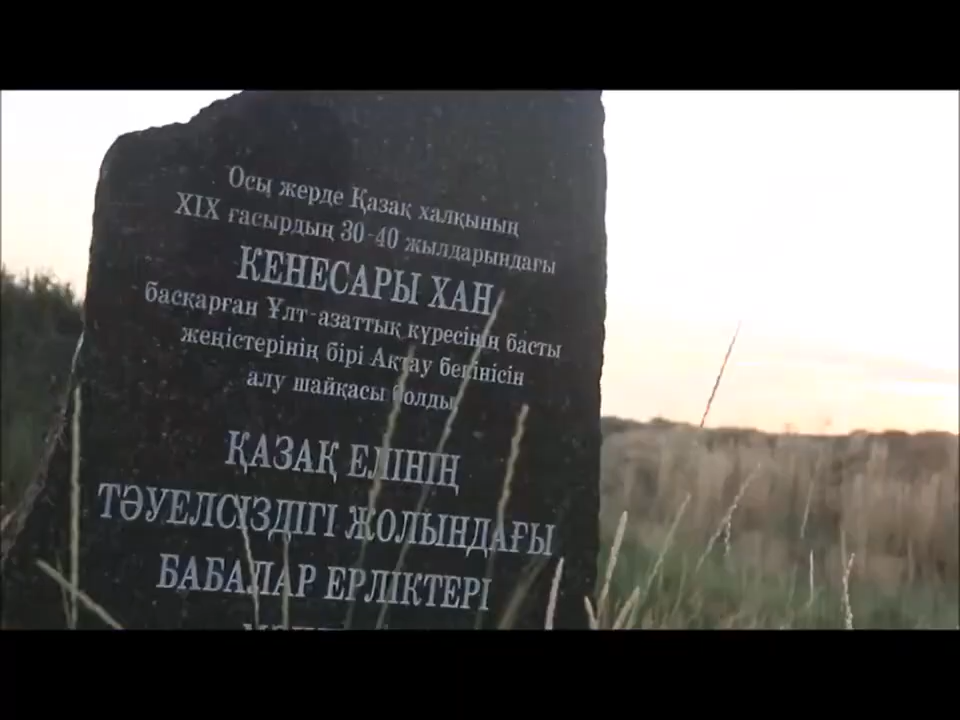 Осы жерде Қазақ халқының
XIX ғасырдың 30-40 жылдарындағы
КЕНЕСАРЫ ХАН
басқарған Ұлт-азаттық күресінің басты
жеңістерінің бірі Ақтау бекінісін
алу шайқасы болды
ҚАЗАҚ ЕЛІНІҢ
ТӘУЕЛСІЗДІГІ ЖОЛЫНДАҒЫ
БАБАЛАР ЕРЛІКТЕРІ